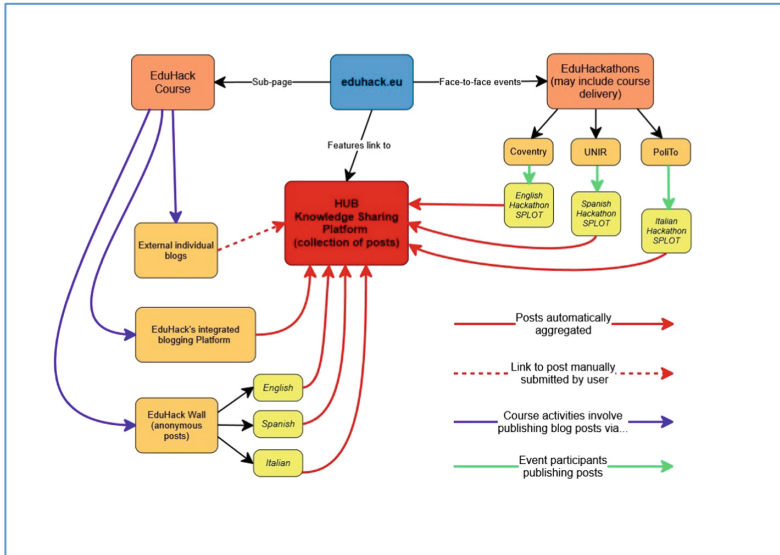 EduHack
Course
Sub-page
eduhack.eu
Face-to-face events
EduHackathons
(may include course
delivery)
Features link to
Coventry
UNIR
PoliTo
English
Hackathon
SPLOT
Spanish
Hackathon
SPLOT
Italian
Hackathon
SPLOT
HUB
Knowledge Sharing
Platform
(collection of posts)
External individual
blogs
EduHack's integrated
blogging Platform
EduHack Wall
(anonymous
posts)
English
Spanish
Italian
Posts automatically
aggregated
Link to post manually
submitted by user
Course activities involve
publishing blog posts via...
Event participants
publishing posts